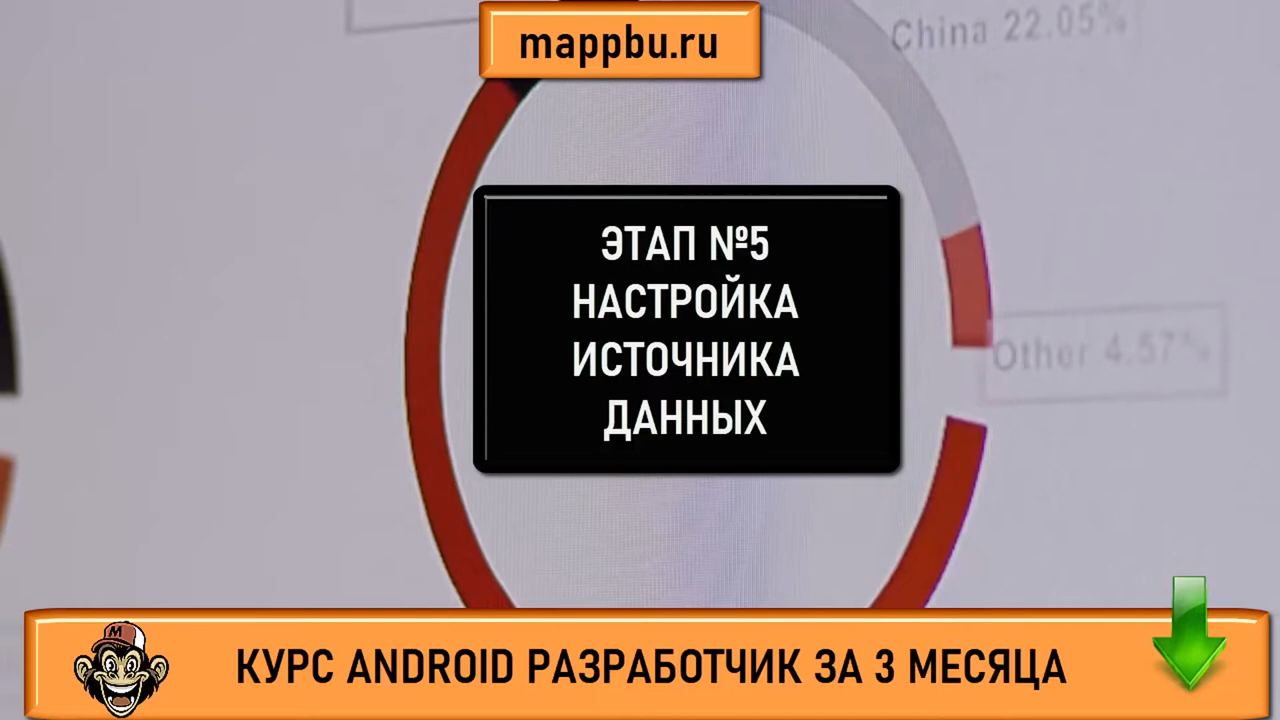 mappbu.ru
China 22.05%
ЭТАП №5
НАСТРОЙКА
ИСТОЧНИКА
ДАННЫХ
Other 4.57%
M
КУРС ANDROID РАЗРАБОТЧИК ЗА 3 МЕСЯЦА